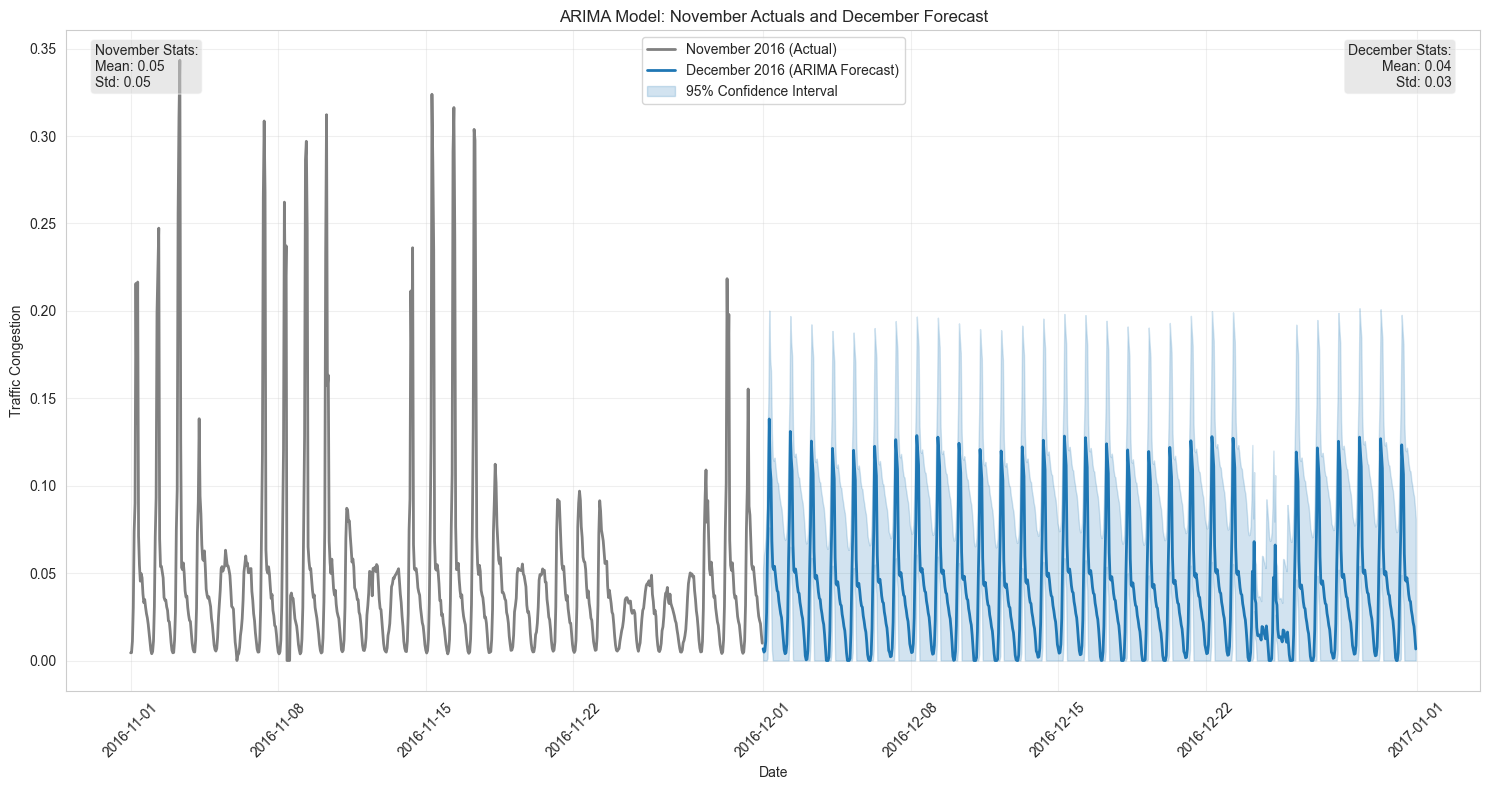 ARIMA Model: November Actuals and December Forecast
November Stats:
Mean: 0.05
Std: 0.05
November 2016 (Actual)
December 2016 (ARIMA Forecast)
95% Confidence Interval
December Stats:
Mean: 0.04
Std: 0.03
Traffic Congestion
0.35
0.30
0.25
0.20
0.15
0.10
0.05
0.00
2016-11-01
2016-11-08
2016-11-15
2016-11-22
2016-12-01
2016-12-08
2016-12-15
2016-12-22
2017-01-01
Date